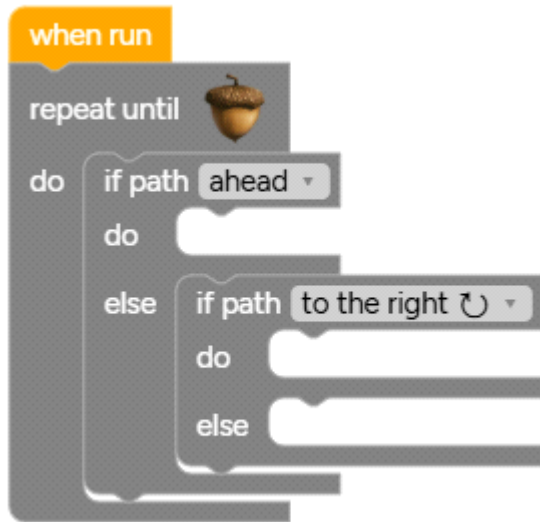 when run
repeat until
do if path ahead
do
else if path to the right ↻
do
else